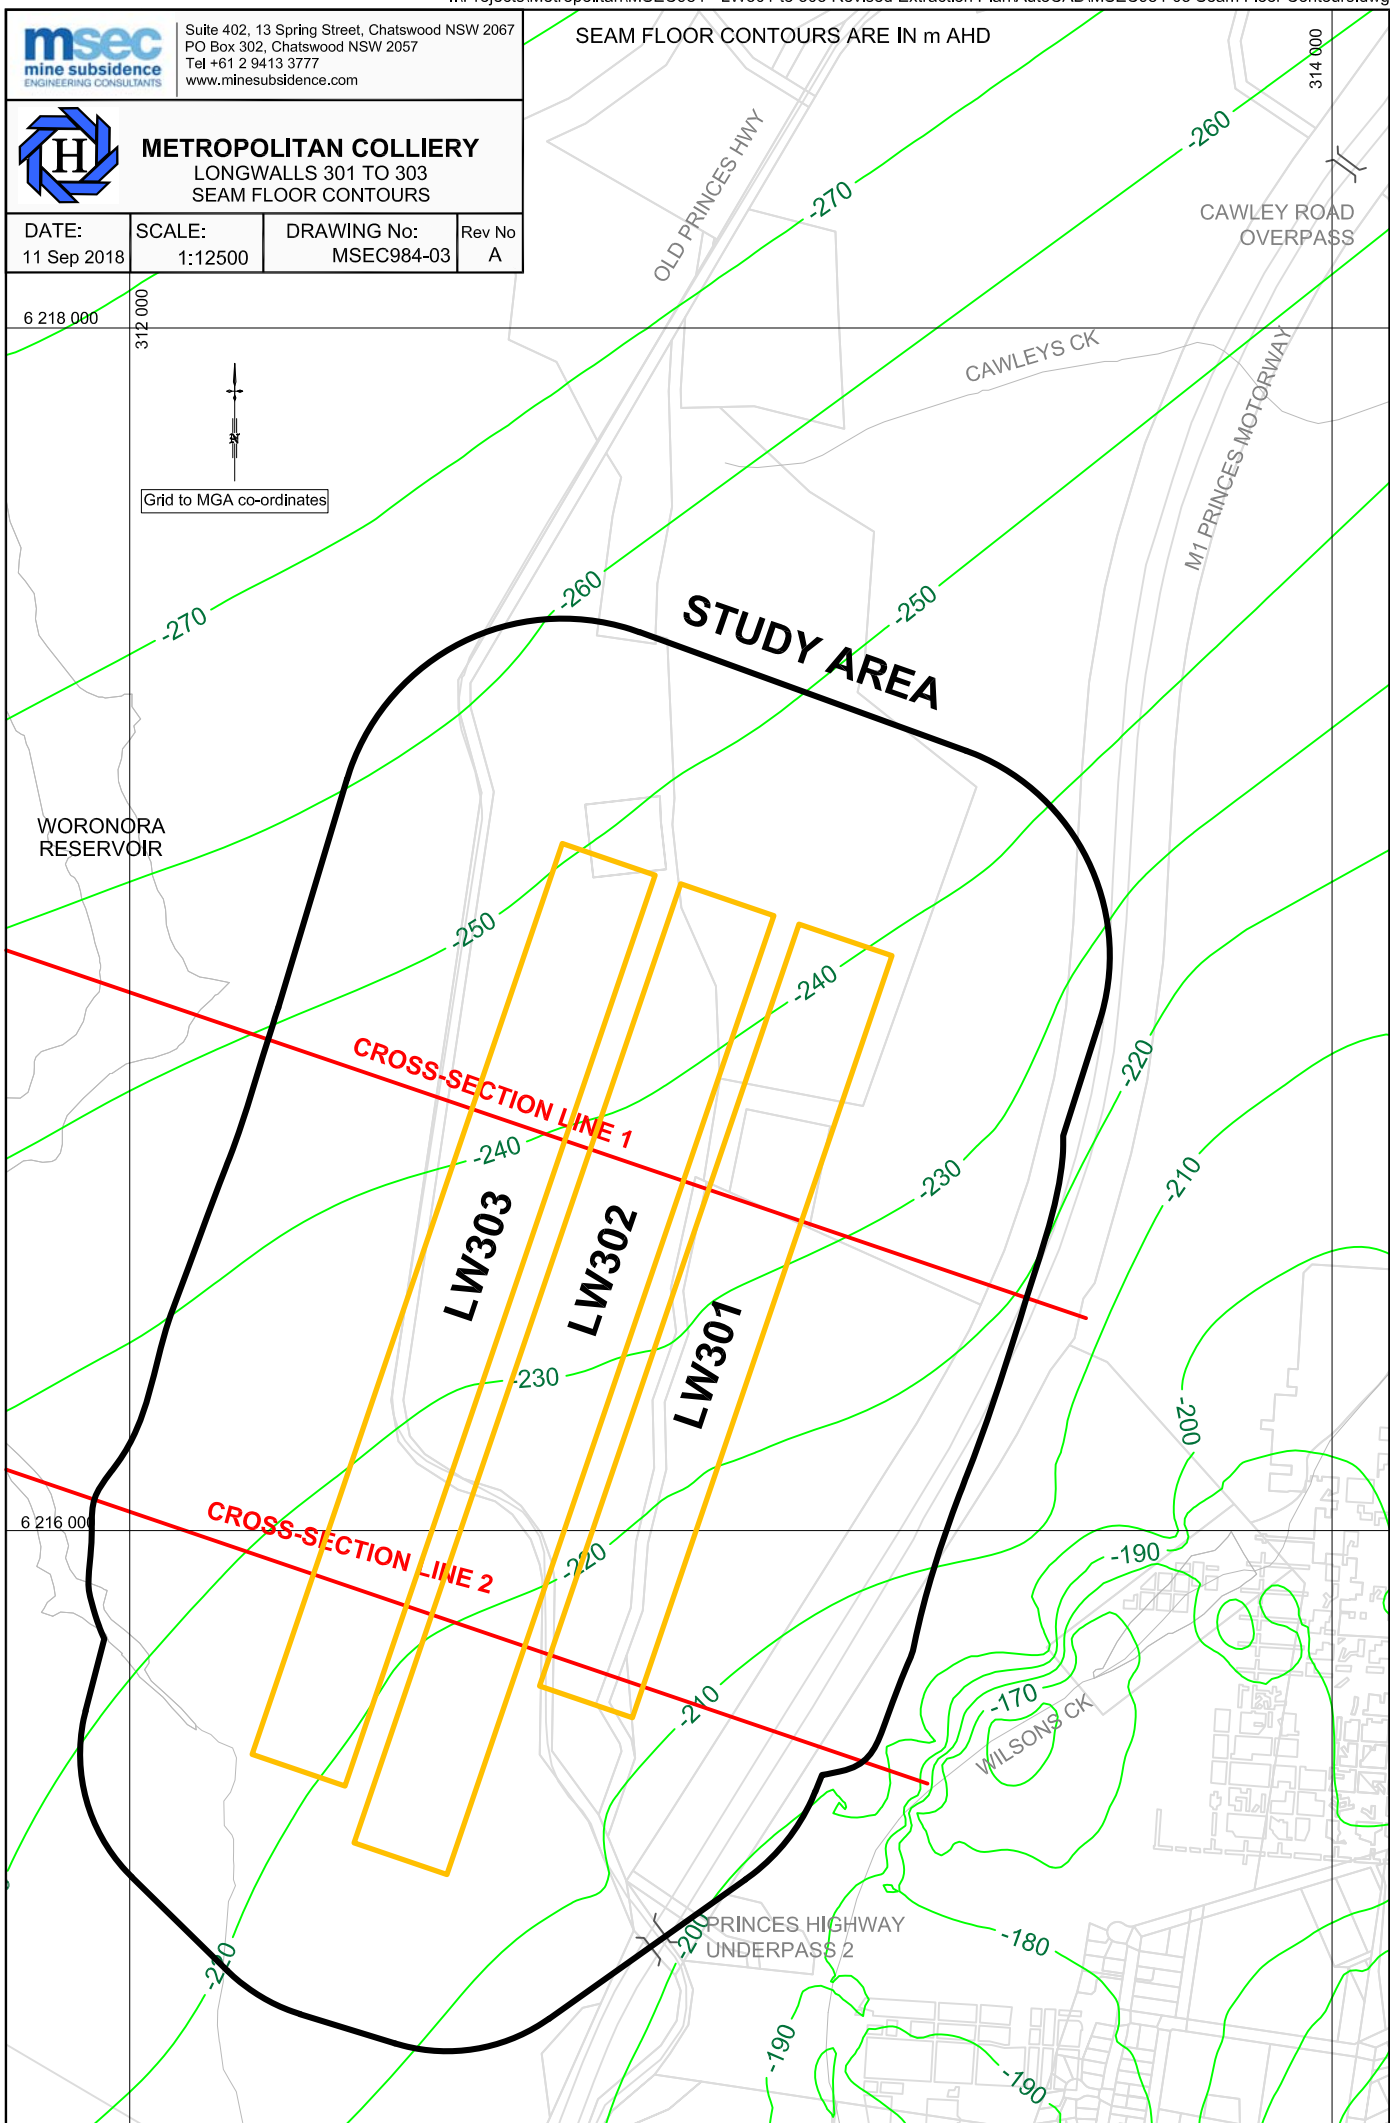 SEAM FLOOR CONTOURS ARE IN m AHD
314 000
msec
mine subsidence
ENGINEERING CONSULTANTS
Suite 402, 13 Spring Street, Chatswood NSW 2067
PO Box 302, Chatswood NSW 2057
Tel +61 2 9413 3777
www.minesubsidence.com
H
METROPOLITAN COLLIERY
LONGWALLS 301 TO 303
SEAM FLOOR CONTOURS
DATE:
11 Sep 2018
SCALE:
1:12500
DRAWING No:
MSEC984-03
Rev No
A
6 218 000
312 000
N
Grid to MGA co-ordinates
OLD PRINCES HWY
-270
-260
CAWLEY ROAD
OVERPASS
CAWLEYS CK
M1 PRINCES MOTORWAY
-270
-260
-250
STUDY AREA
WORONORA
RESERVOIR
-250
-240
CROSS-SECTION LINE 1
-240
-230
-220
-210
LW303
LW302
LW301
-230
-200
6 216 000
CROSS-SECTION LINE 2
-220
-190
-210
-170
WILSONS CK
-220
-200
PRINCES HIGHWAY
UNDERPASS 2
-180
-190
-190